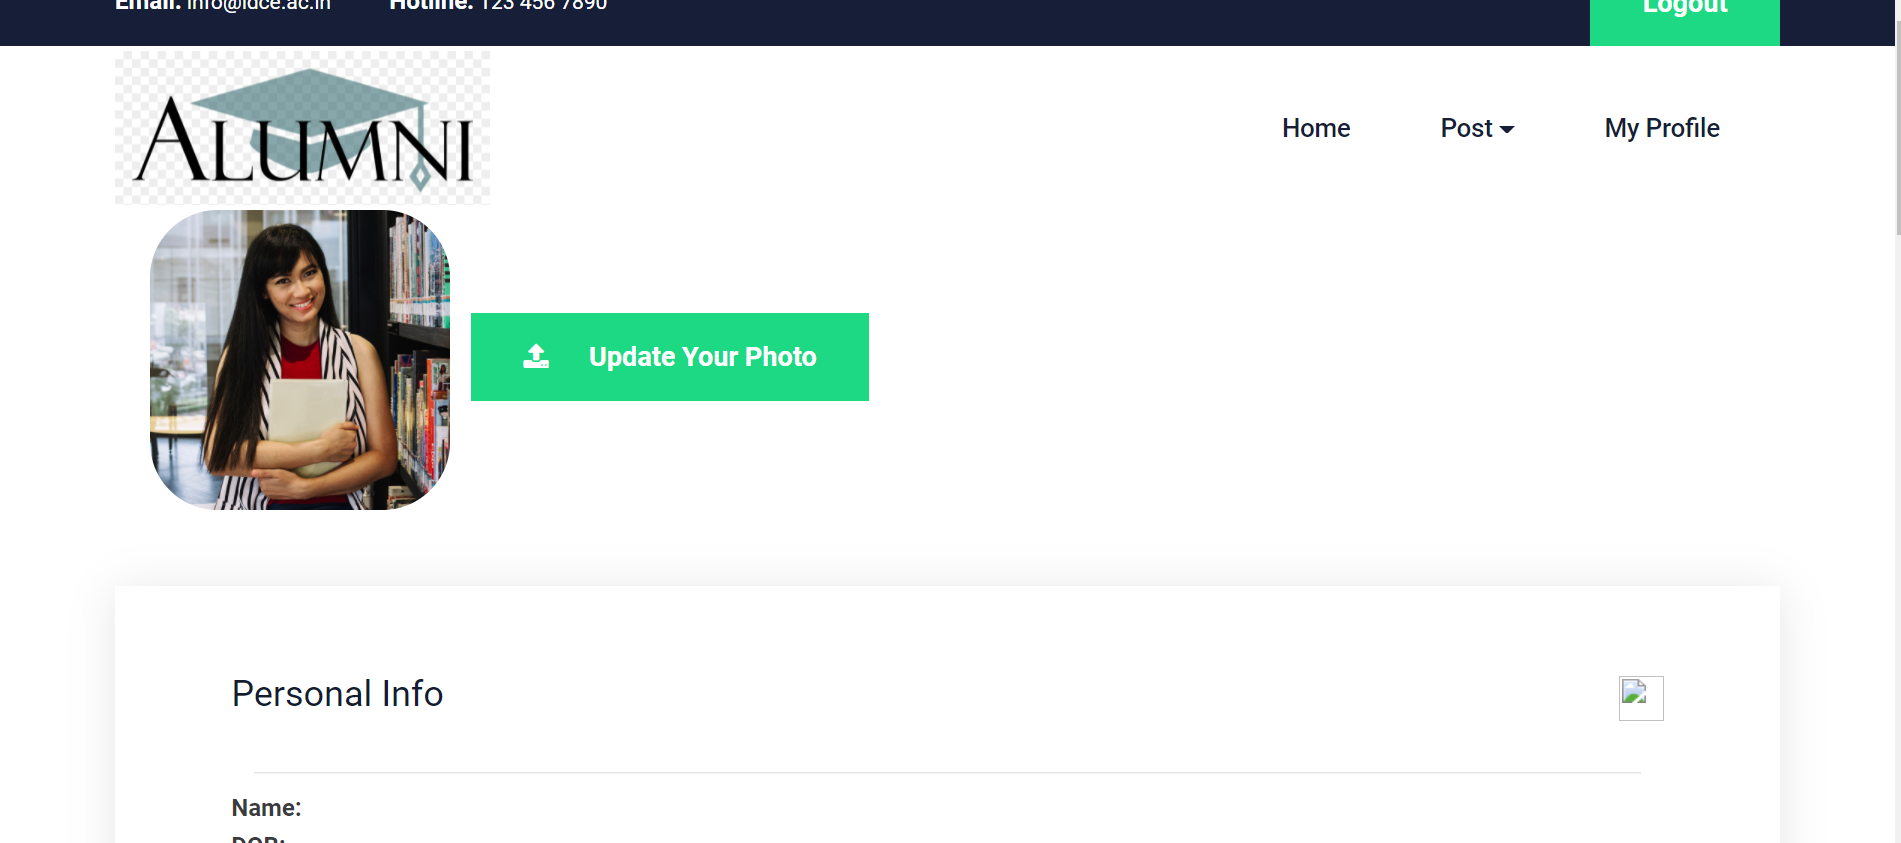 Email: info@ldce.ac.in Hotline: 123 456 7890 Logout
ALUMNI
Home Post My Profile
Update Your Photo
Personal Info
Name:
DOB: